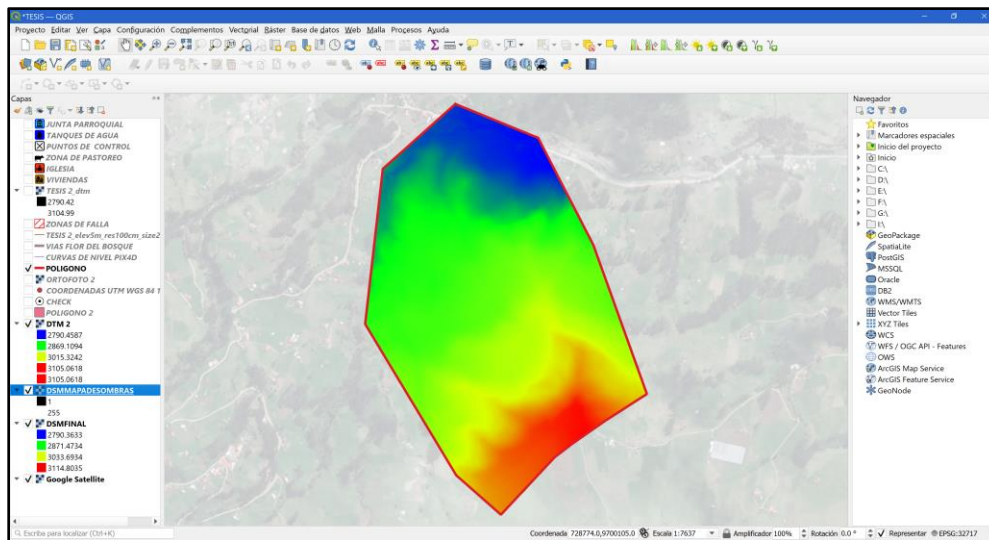 *TESIS — QGIS
Proyecto Editar Ver Capa Configuración Complementos Vectorial Ráster Base de datos Web Malla Procesos Ayuda
Capas
JUNTA PARROQUIAL
TANQUES DE AGUA
PUNTOS DE CONTROL
ZONA DE PASTOREO
IGLESIA
VIVIENDAS
TESIS 2_dtm
2790.42
3104.99
ZONAS DE FALLA
TESIS 2_elev5m_res100cm_size2
VIAS FLOR DEL BOSQUE
CURVAS DE NIVEL PIX4D
POLIGONO
ORTOFOTO 2
COORDENADAS UTM WGS 84 1
CHECK
POLIGONO 2
DTM 2
2790.4587
2869.1094
3015.3242
3105.0618
3105.0618
DSMMAPADESOMBRAS
1
255
DSMFINAL
2790.3633
2871.4734
3033.6934
3114.8035
Google Satellite
Navegador
Favoritos
Marcadores espaciales
Inicio del proyecto
Inicio
C:\
D:\
E:\
F:\
G:\
I:\
GeoPackage
SpatiaLite
PostGIS
MSSQL
Oracle
DB2
WMS/WMTS
Vector Tiles
XYZ Tiles
WCS
WFS / OGC API - Features
OWS
ArcGIS Map Service
ArcGIS Feature Service
GeoNode
Escriba para localizar (Ctrl+K)
Coordenada 728774.0,9700105.0 Escala 1:7637 Amplificador 100% Rotación 0.0 ° Representar EPSG:32717